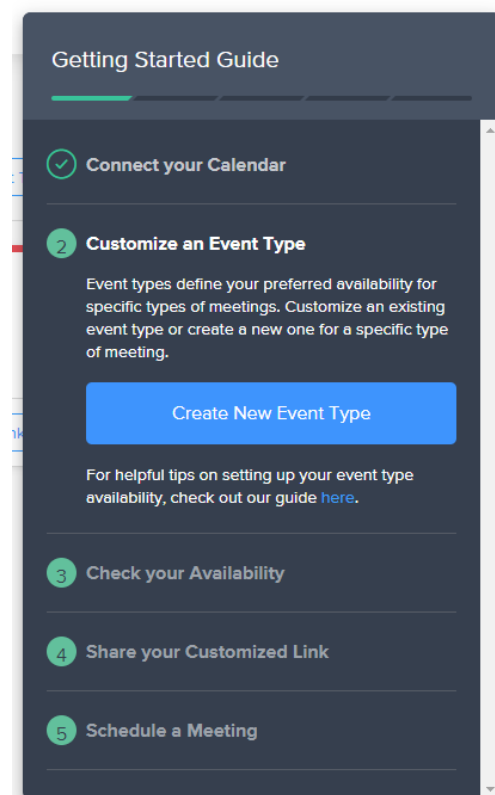 Getting Started Guide
Connect your Calendar
2 Customize an Event Type
Event types define your preferred availability for
specific types of meetings. Customize an existing
event type or create a new one for a specific type
of meeting.
Create New Event Type
For helpful tips on setting up your event type
availability, check out our guide here.
3 Check your Availability
4 Share your Customized Link
5 Schedule a Meeting